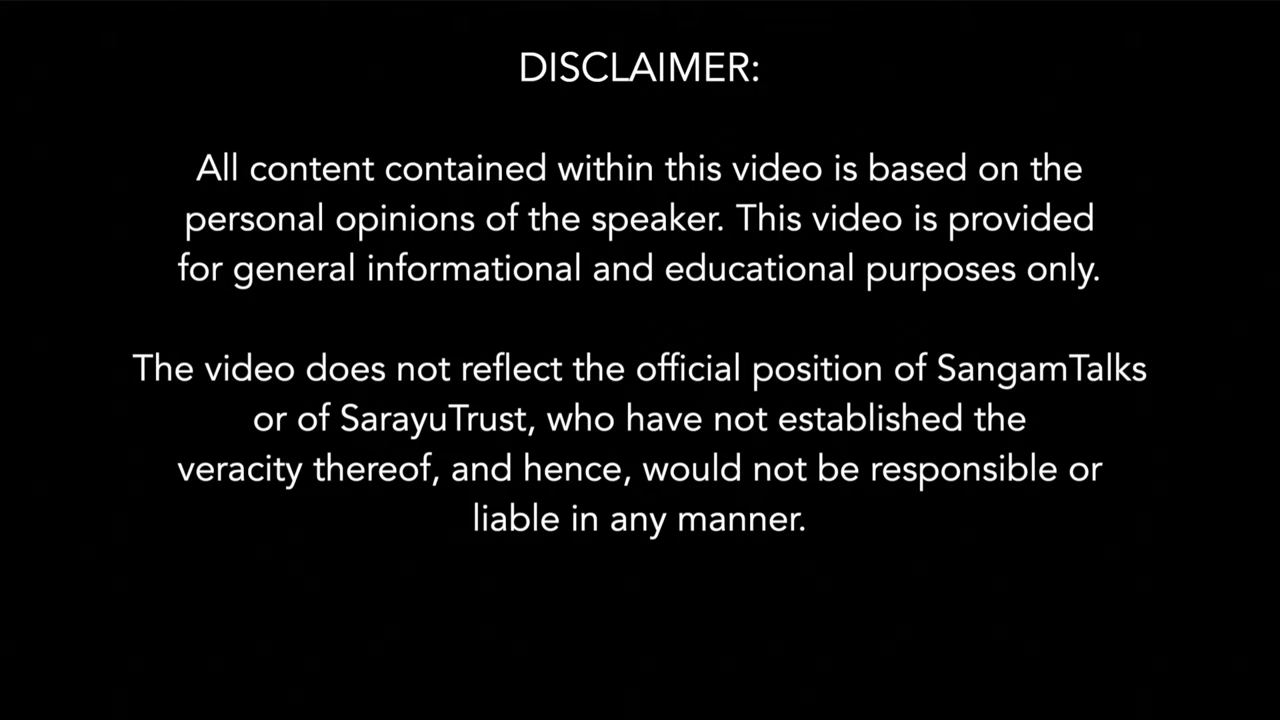 DISCLAIMER:
All content contained within this video is based on the
personal opinions of the speaker. This video is provided
for general informational and educational purposes only.
The video does not reflect the official position of SangamTalks
or of SarayuTrust, who have not established the
veracity thereof, and hence, would not be responsible or
liable in any manner.